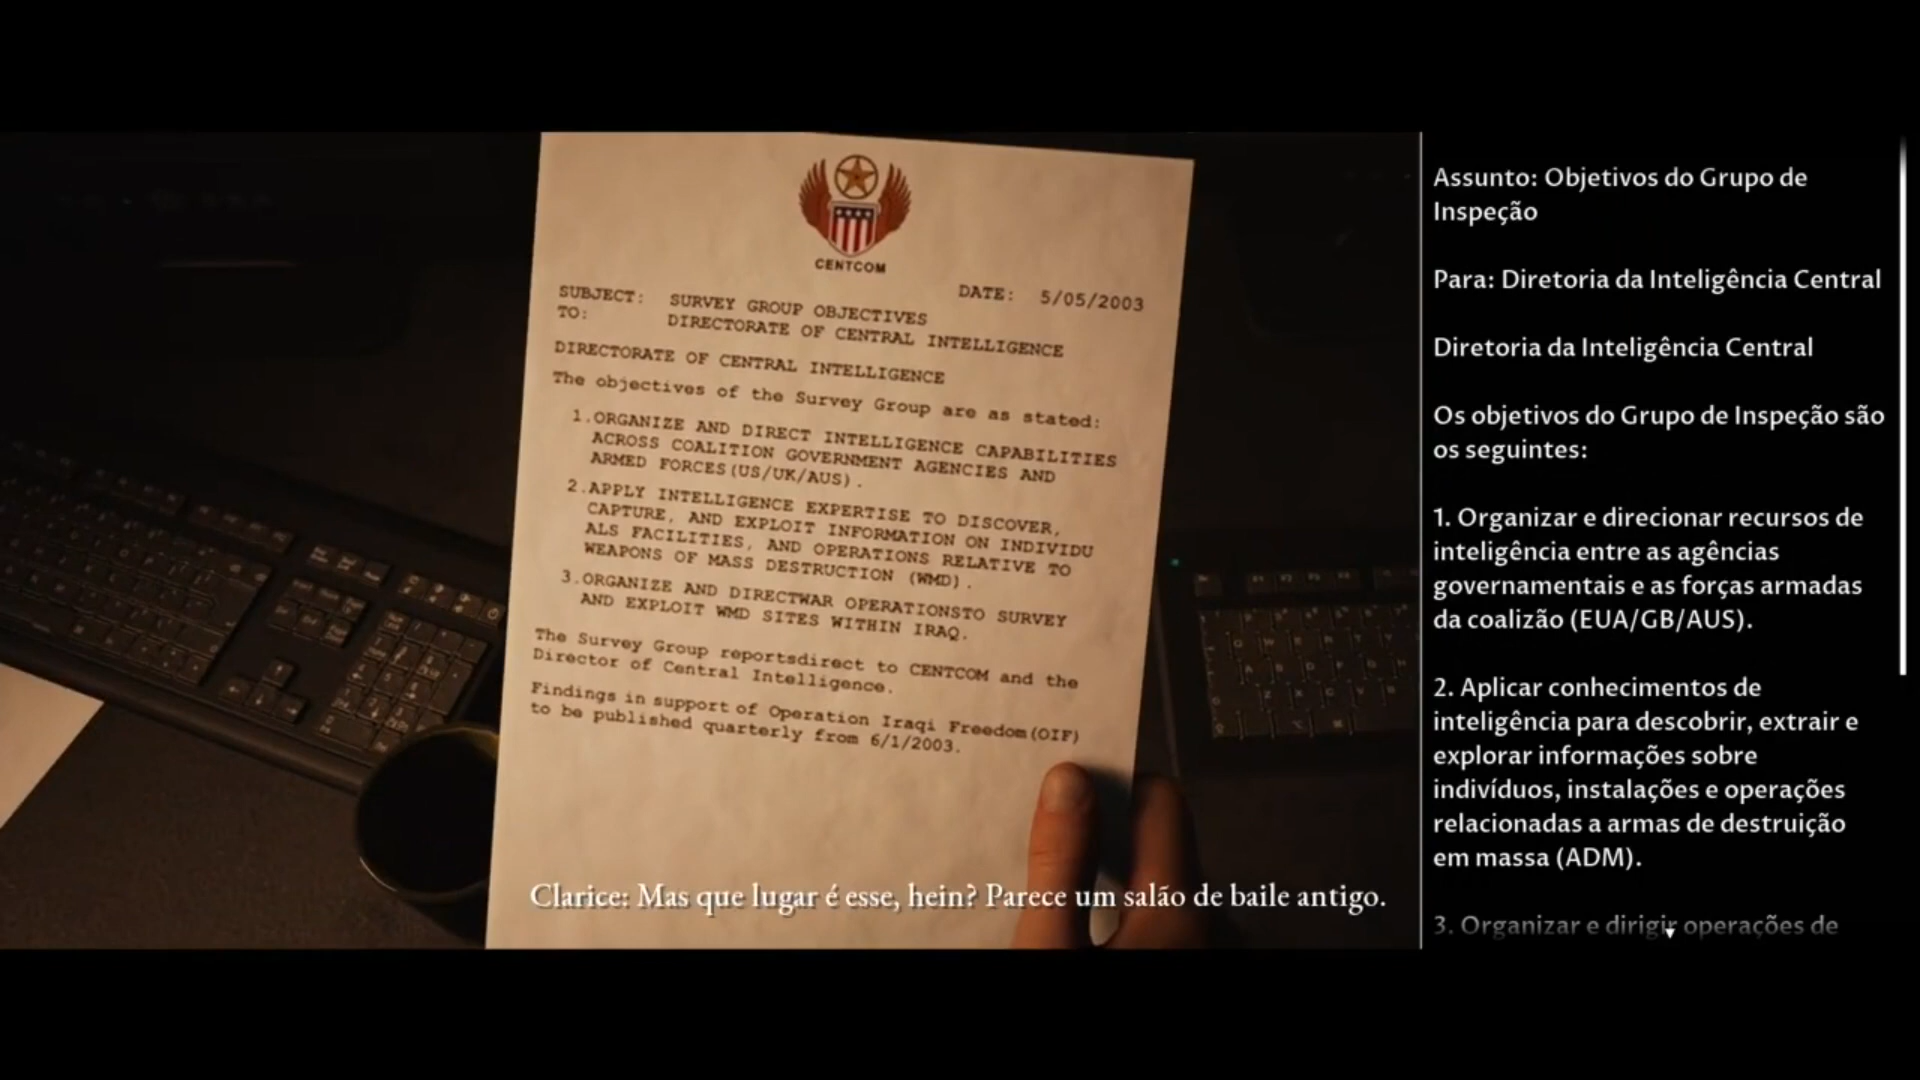 CENTCOM
DATE: 5/05/2003
SUBJECT: SURVEY GROUP OBJECTIVES
TO: DIRECTORATE OF CENTRAL INTELLIGENCE
DIRECTORATE OF CENTRAL INTELLIGENCE
The objectives of the Survey Group are as stated:
1.ORGANIZE AND DIRECT INTELLIGENCE CAPABILITIES
ACROSS COALITION GOVERNMENT AGENCIES AND
ARMED FORCES(US/UK/AUS).
2.APPLY INTELLIGENCE EXPERTISE TO DISCOVER,
CAPTURE, AND EXPLOIT INFORMATION ON INDIVIDU
ALS FACILITIES, AND OPERATIONS RELATIVE TO
WEAPONS OF MASS DESTRUCTION (WMD).
3.ORGANIZE AND DIRECTWAR OPERATIONSTO SURVEY
AND EXPLOIT WMD SITES WITHIN IRAQ.
The Survey Group reportsdirect to CENTCOM and the
Director of Central Intelligence.
Findings in support of Operation Iraqi Freedom(OIF)
to be published quarterly from 6/1/2003.
Clarice: Mas que lugar é esse, hein? Parece um salão de baile antigo.
Assunto: Objetivos do Grupo de
Inspeção
Para: Diretoria da Inteligência Central
Diretoria da Inteligência Central
Os objetivos do Grupo de Inspeção são
os seguintes:
1. Organizar e direcionar recursos de
inteligência entre as agências
governamentais e as forças armadas
da coalizão (EUA/GB/AUS).
2. Aplicar conhecimentos de
inteligência para descobrir, extrair e
explorar informações sobre
indivíduos, instalações e operações
relacionadas a armas de destruição
em massa (ADM).
3. Organizar e dirigir operações de